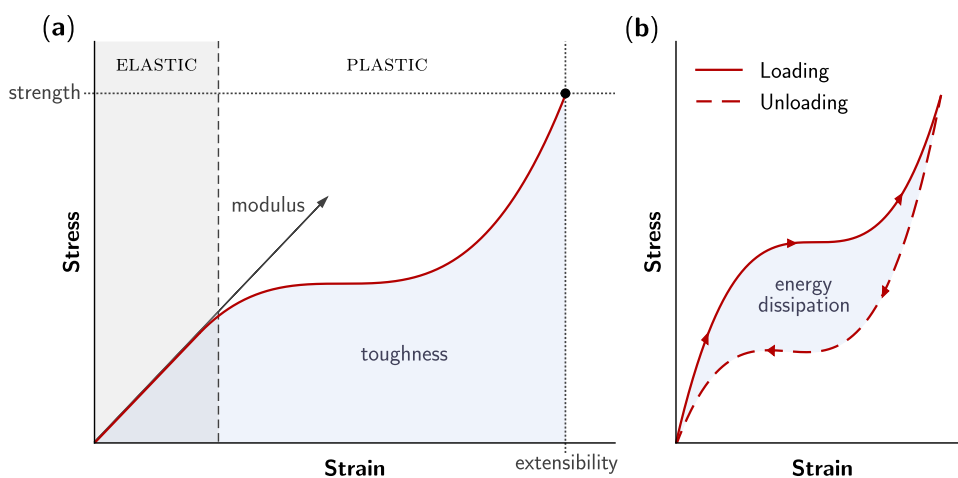 (a)
ELASTIC
PLASTIC
strength
modulus
Stress
toughness
Strain
extensibility
(b)
Loading
Unloading
Stress
energy
dissipation
Strain